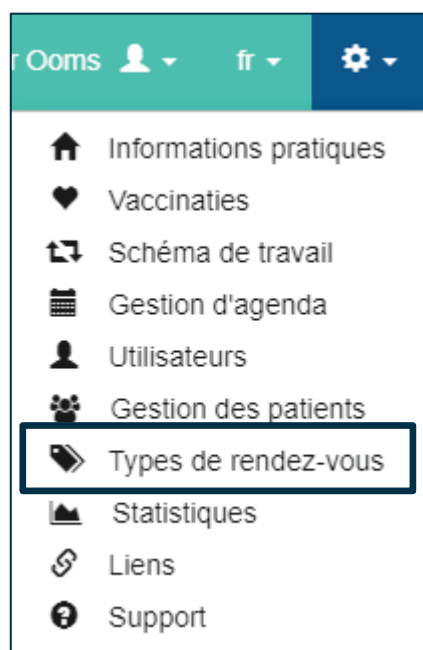 r Ooms fr
Informations pratiques
Vaccinaties
Schéma de travail
Gestion d'agenda
Utilisateurs
Gestion des patients
Types de rendez-vous
Statistiques
Liens
Support